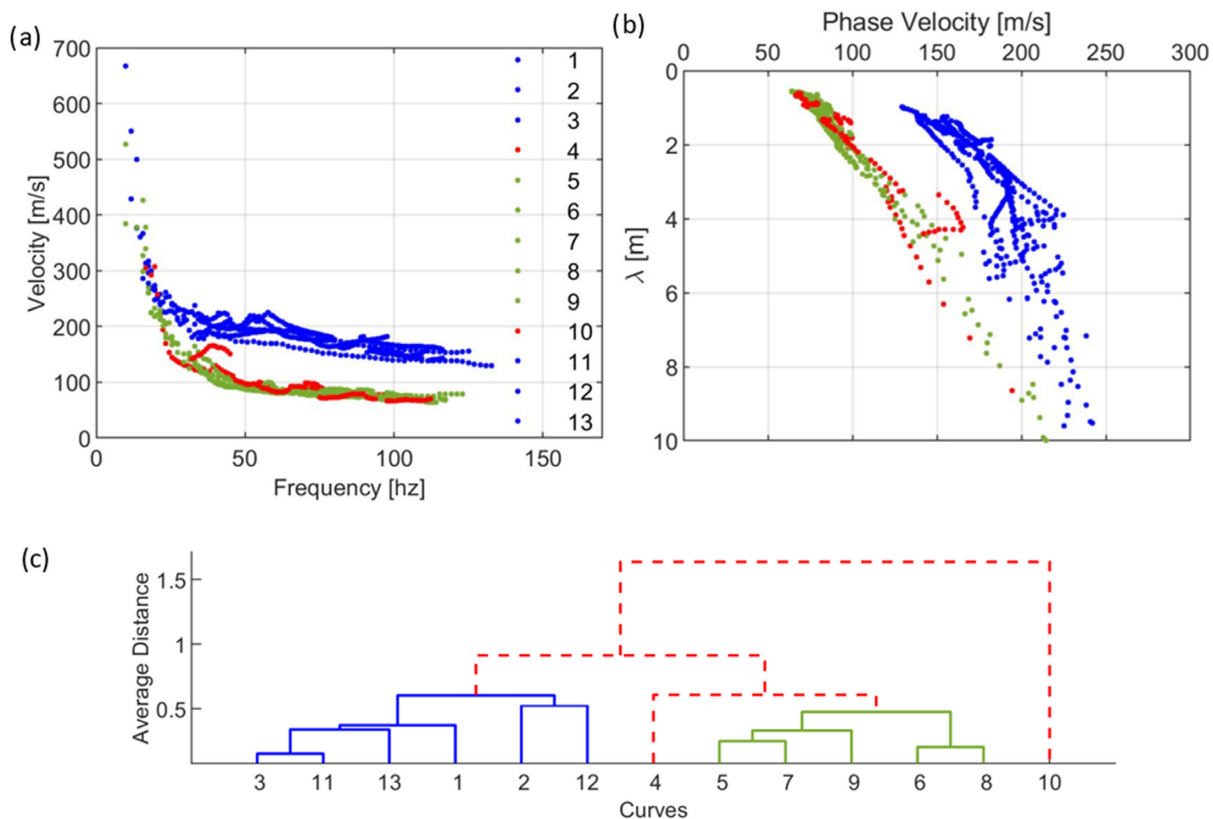 (a)
700
600
500
400
300
200
100
0
Velocity [m/s]
0 50 100 150
Frequency [hz]
1
2
3
4
5
6
7
8
9
10
11
12
13
(b)
Phase Velocity [m/s]
0 50 100 150 200 250 300
0
2
4
6
8
10
λ [m]
(c)
1.5
1
0.5
Average Distance
3 11 13 1 2 12 4 5 7 9 6 8 10
Curves